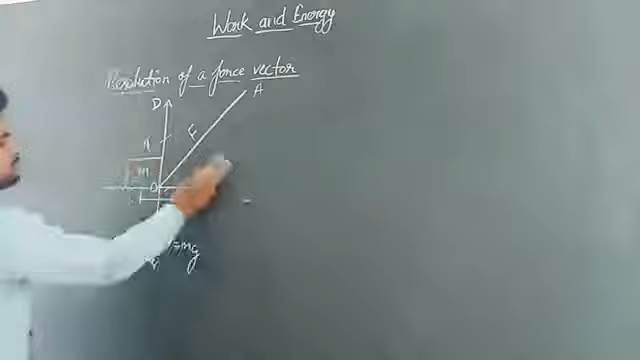 Work and Energy
Resolution of a force vector
D
A
F
N
m
O
=mg